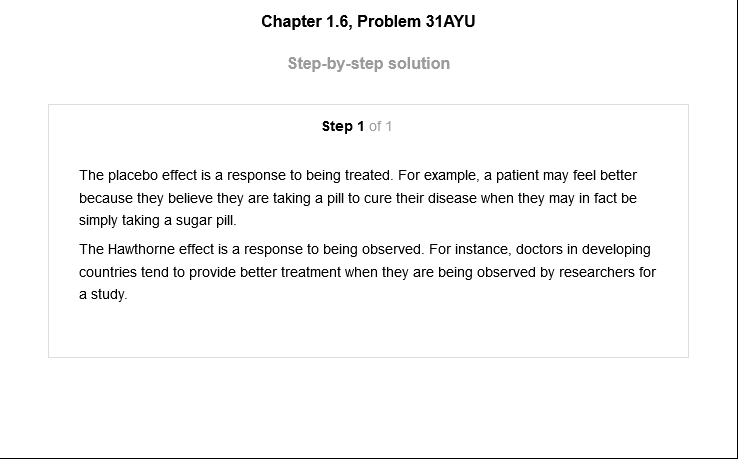 Chapter 1.6, Problem 31AYU
Step-by-step solution
Step 1 of 1
The placebo effect is a response to being treated. For example, a patient may feel better
because they believe they are taking a pill to cure their disease when they may in fact be
simply taking a sugar pill.
The Hawthorne effect is a response to being observed. For instance, doctors in developing
countries tend to provide better treatment when they are being observed by researchers for
a study.